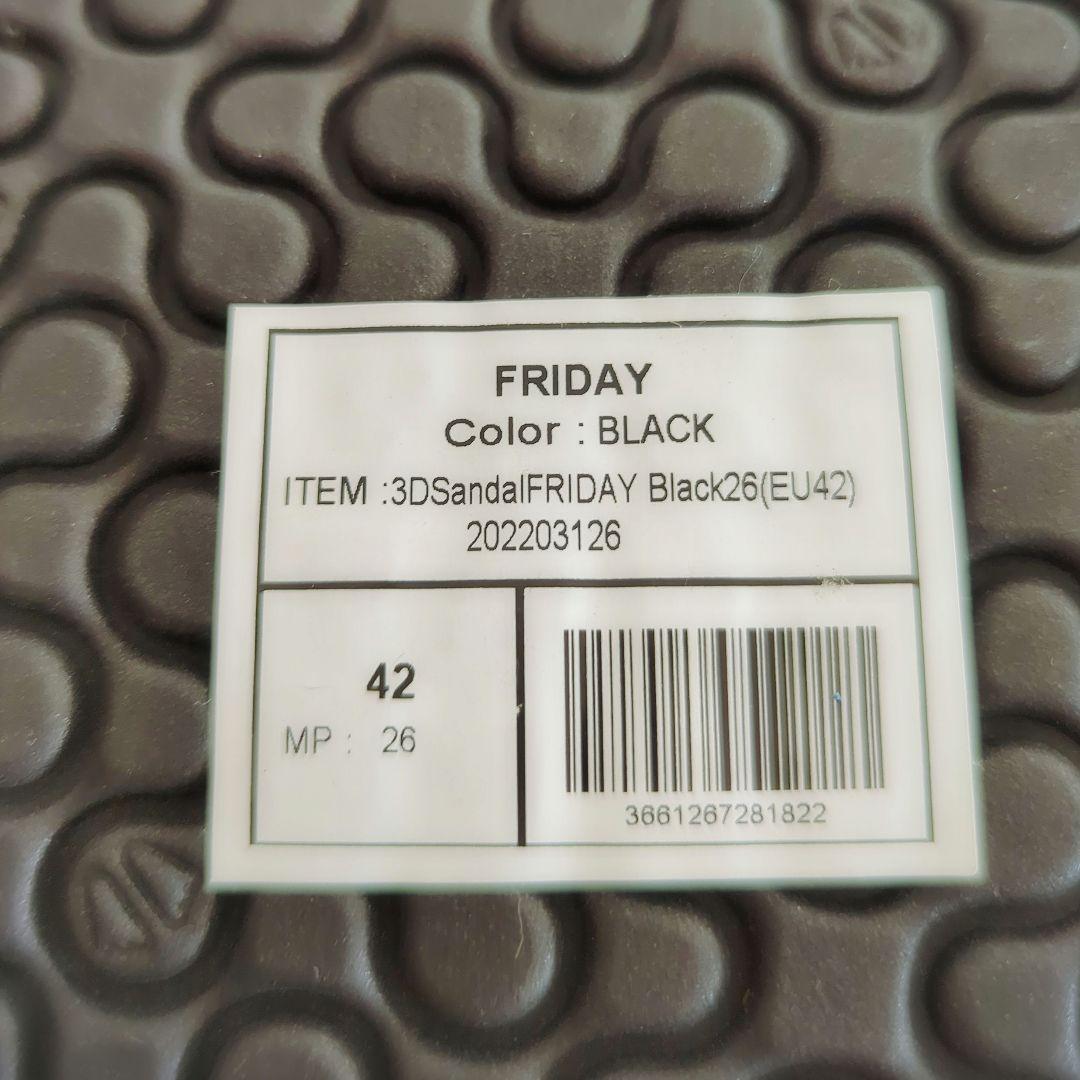 FRIDAY
Color : BLACK
ITEM :3DSandalFRIDAY Black26(EU42)
202203126
42
MP : 26
3661267281822